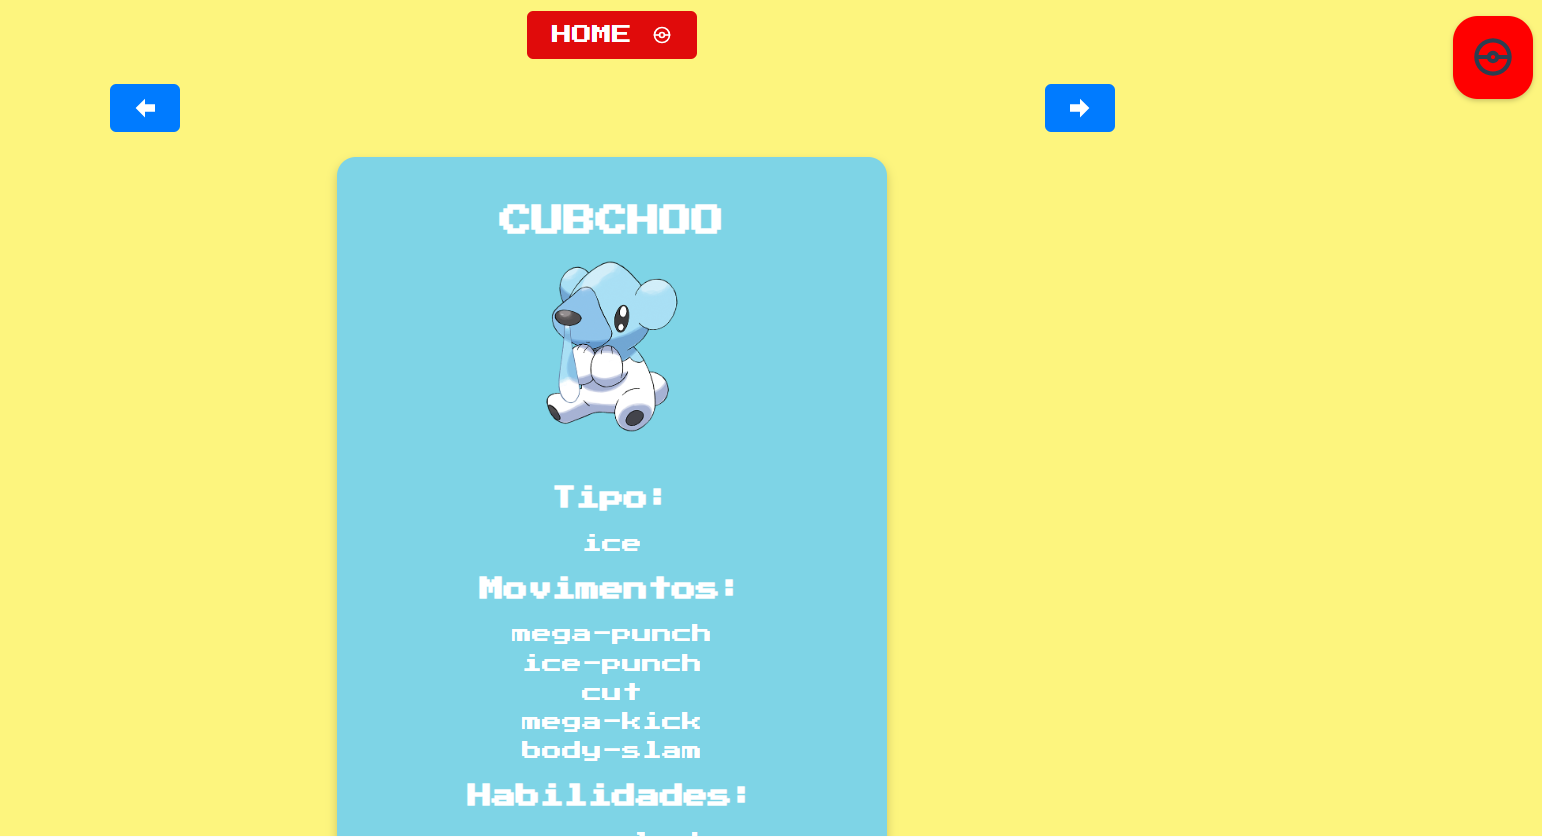 HOME
CUBCHOO
Tipo:
ice
Movimentos:
mega-punch
ice-punch
cut
mega-kick
body-slam
Habilidades: